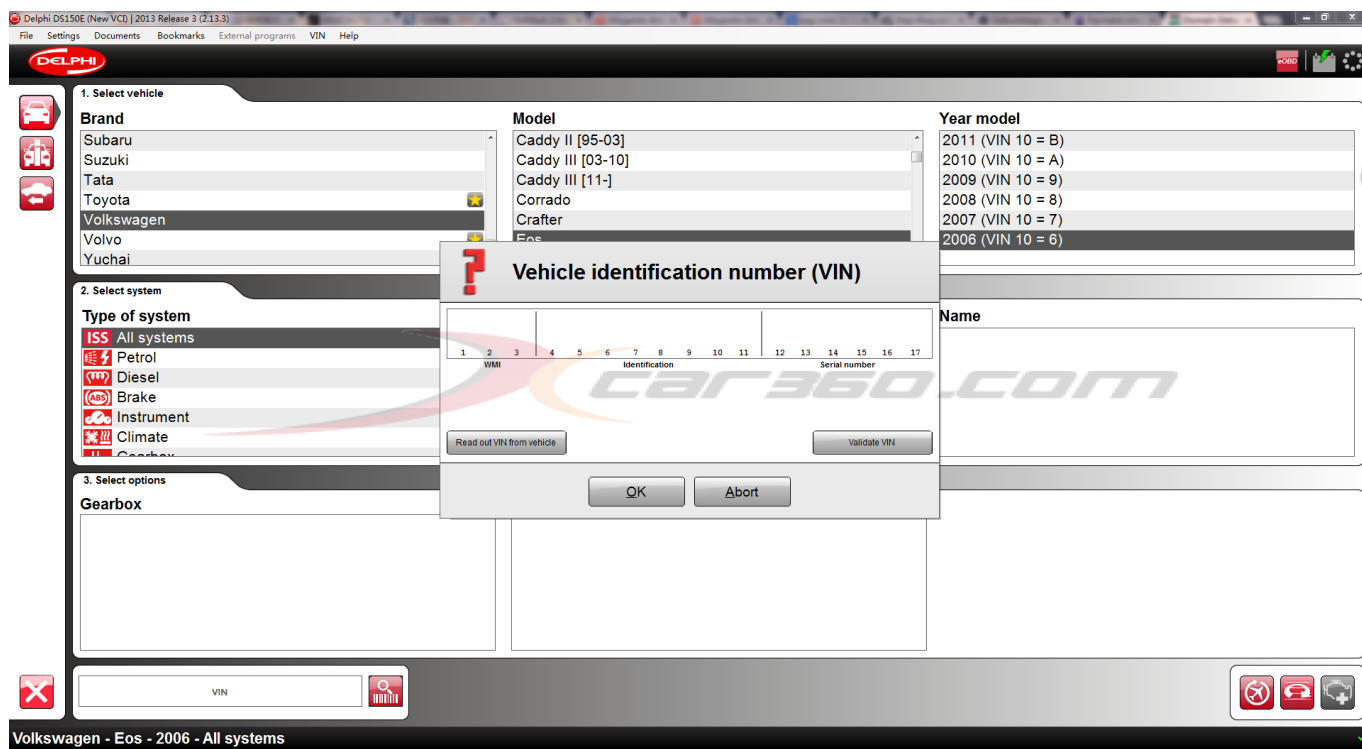 Delphi DS150E (New VCI) | 2013 Release 3 (2.13.3)
File Settings Documents Bookmarks External programs VIN Help
DELPHI
eOBD
1. Select vehicle
Brand
Subaru
Suzuki
Tata
Toyota
Volkswagen
Volvo
Yuchai
Model
Caddy II [95-03]
Caddy III [03-10]
Caddy III [11-]
Corrado
Crafter
Eos
Year model
2011 (VIN 10 = B)
2010 (VIN 10 = A)
2009 (VIN 10 = 9)
2008 (VIN 10 = 8)
2007 (VIN 10 = 7)
2006 (VIN 10 = 6)
Vehicle identification number (VIN)
1 2 3 4 5 6 7 8 9 10 11 12 13 14 15 16 17
WMI Identification Serial number
Read out VIN from vehicle
Validate VIN
OK Abort
2. Select system
Type of system
ISS All systems
Petrol
Diesel
ABS Brake
Instrument
Climate
Gearbox
Name
Xcar360.com
3. Select options
Gearbox
VIN
Volkswagen - Eos - 2006 - All systems